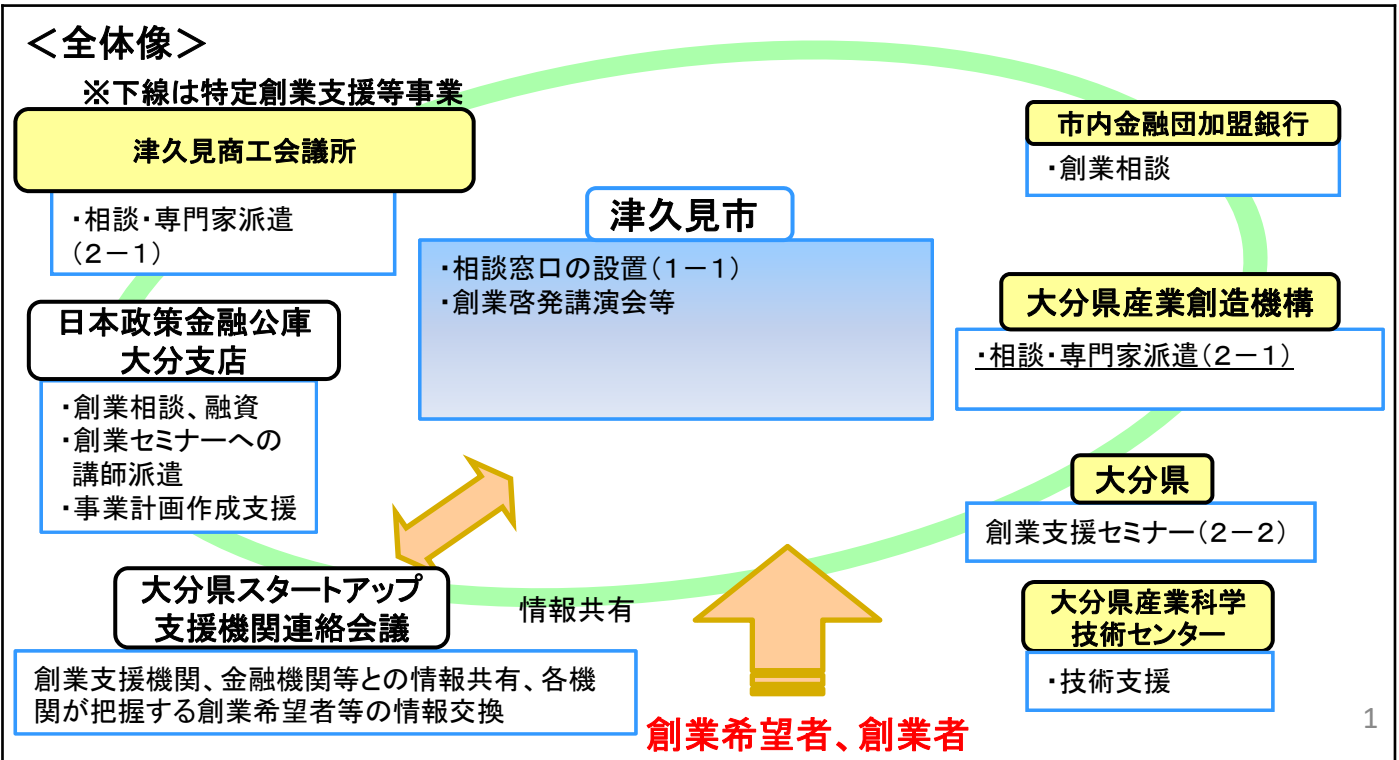 ＜全体像＞
※下線は特定創業支援等事業
津久見商工会議所
・相談・専門家派遣
（２－１）
日本政策金融公庫
大分支店
・創業相談、融資
・創業セミナーへの
講師派遣
・事業計画作成支援
大分県スタートアップ
支援機関連絡会議
創業支援機関、金融機関等との情報共有、各機
関が把握する創業希望者等の情報交換
津久見市
・相談窓口の設置（１－１）
・創業啓発講演会等
情報共有
創業希望者、創業者
市内金融団加盟銀行
・創業相談
大分県産業創造機構
・相談・専門家派遣（２－１）
大分県
創業支援セミナー（２－２）
大分県産業科学
技術センター
・技術支援
1